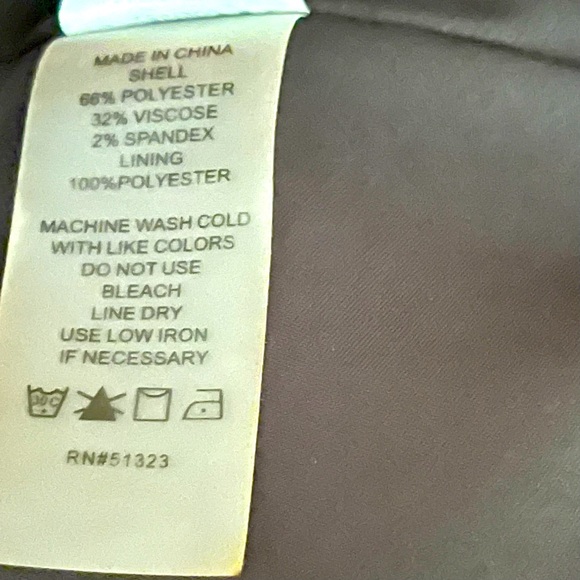 MADE IN CHINA
SHELL
66% POLYESTER
32% VISCOSE
2% SPANDEX
LINING
100%POLYESTER
MACHINE WASH COLD
WITH LIKE COLORS
DO NOT USE
BLEACH
LINE DRY
USE LOW IRON
IF NECESSARY
30°C
RN#51323